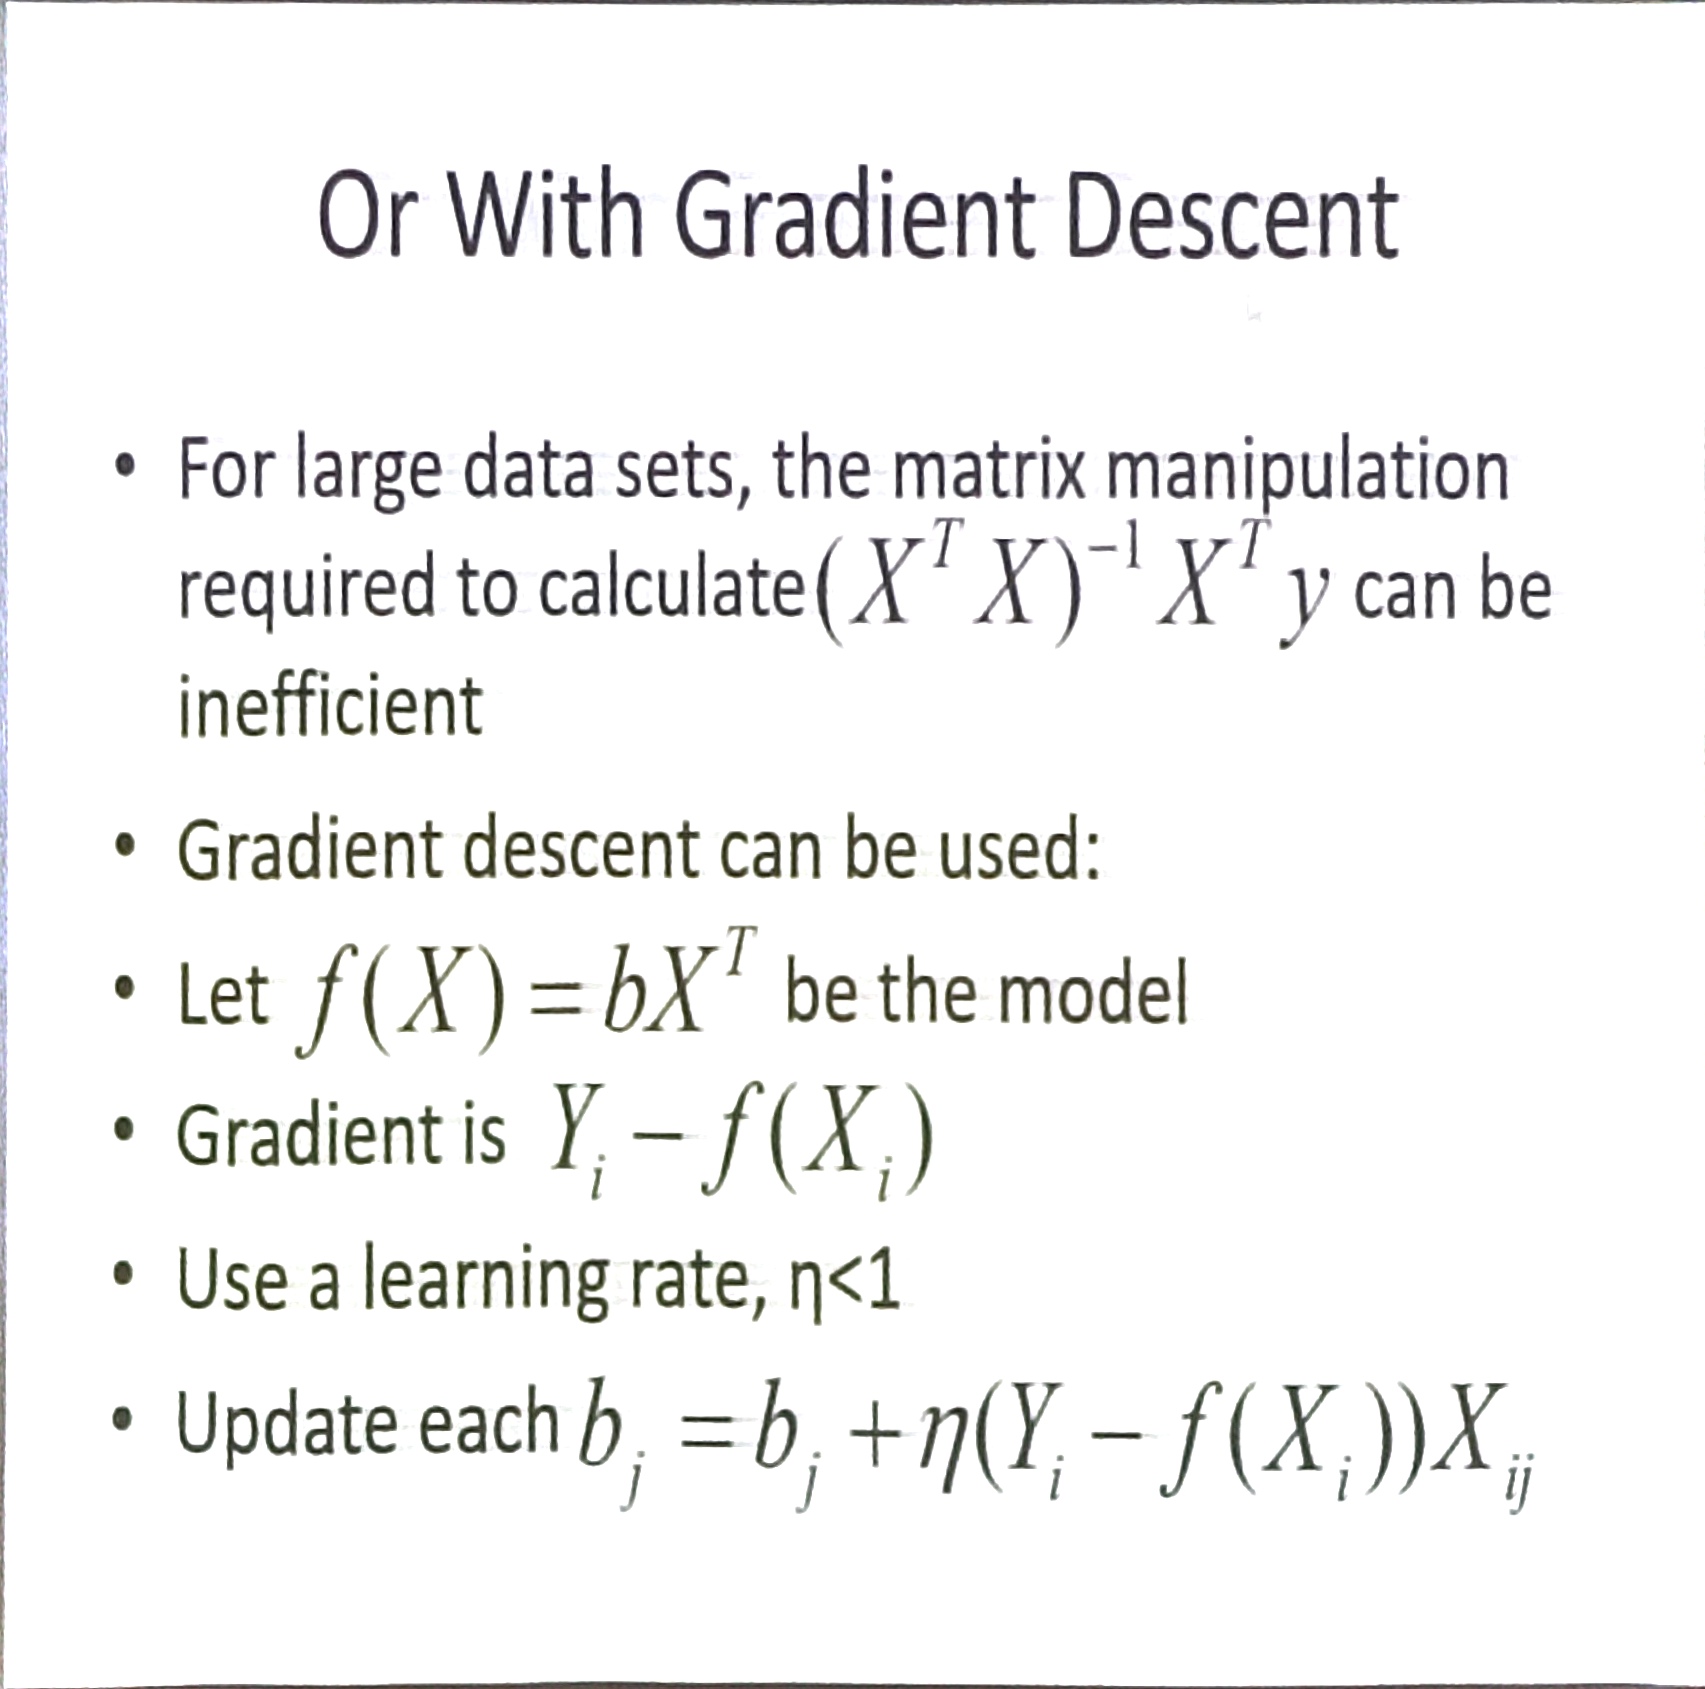 Or With Gradient Descent
• For large data sets, the matrix manipulation
required to calculate $(X^T X)^{-1} X^T y$ can be
inefficient
• Gradient descent can be used:
• Let $f(X) = bX^T$ be the model
• Gradient is $Y_i - f(X_i)$
• Use a learning rate, η<1
• Update each $b_j = b_j + \eta(Y_i - f(X_i))X_{ij}$